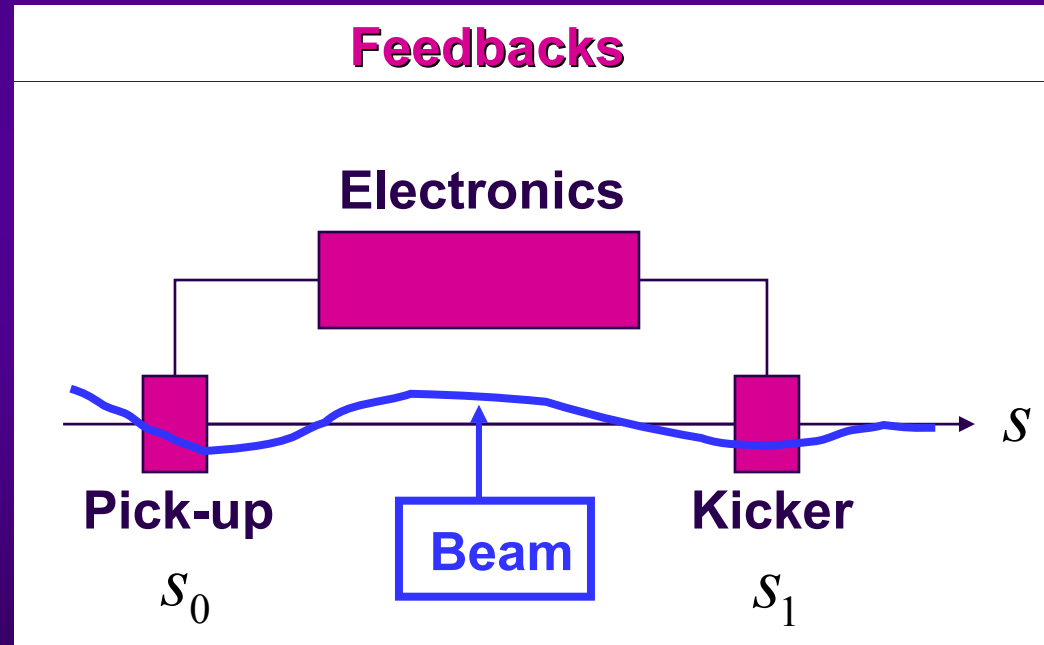 Feedbacks
Electronics
s
Pick-up
Kicker
Beam
s₀
s₁